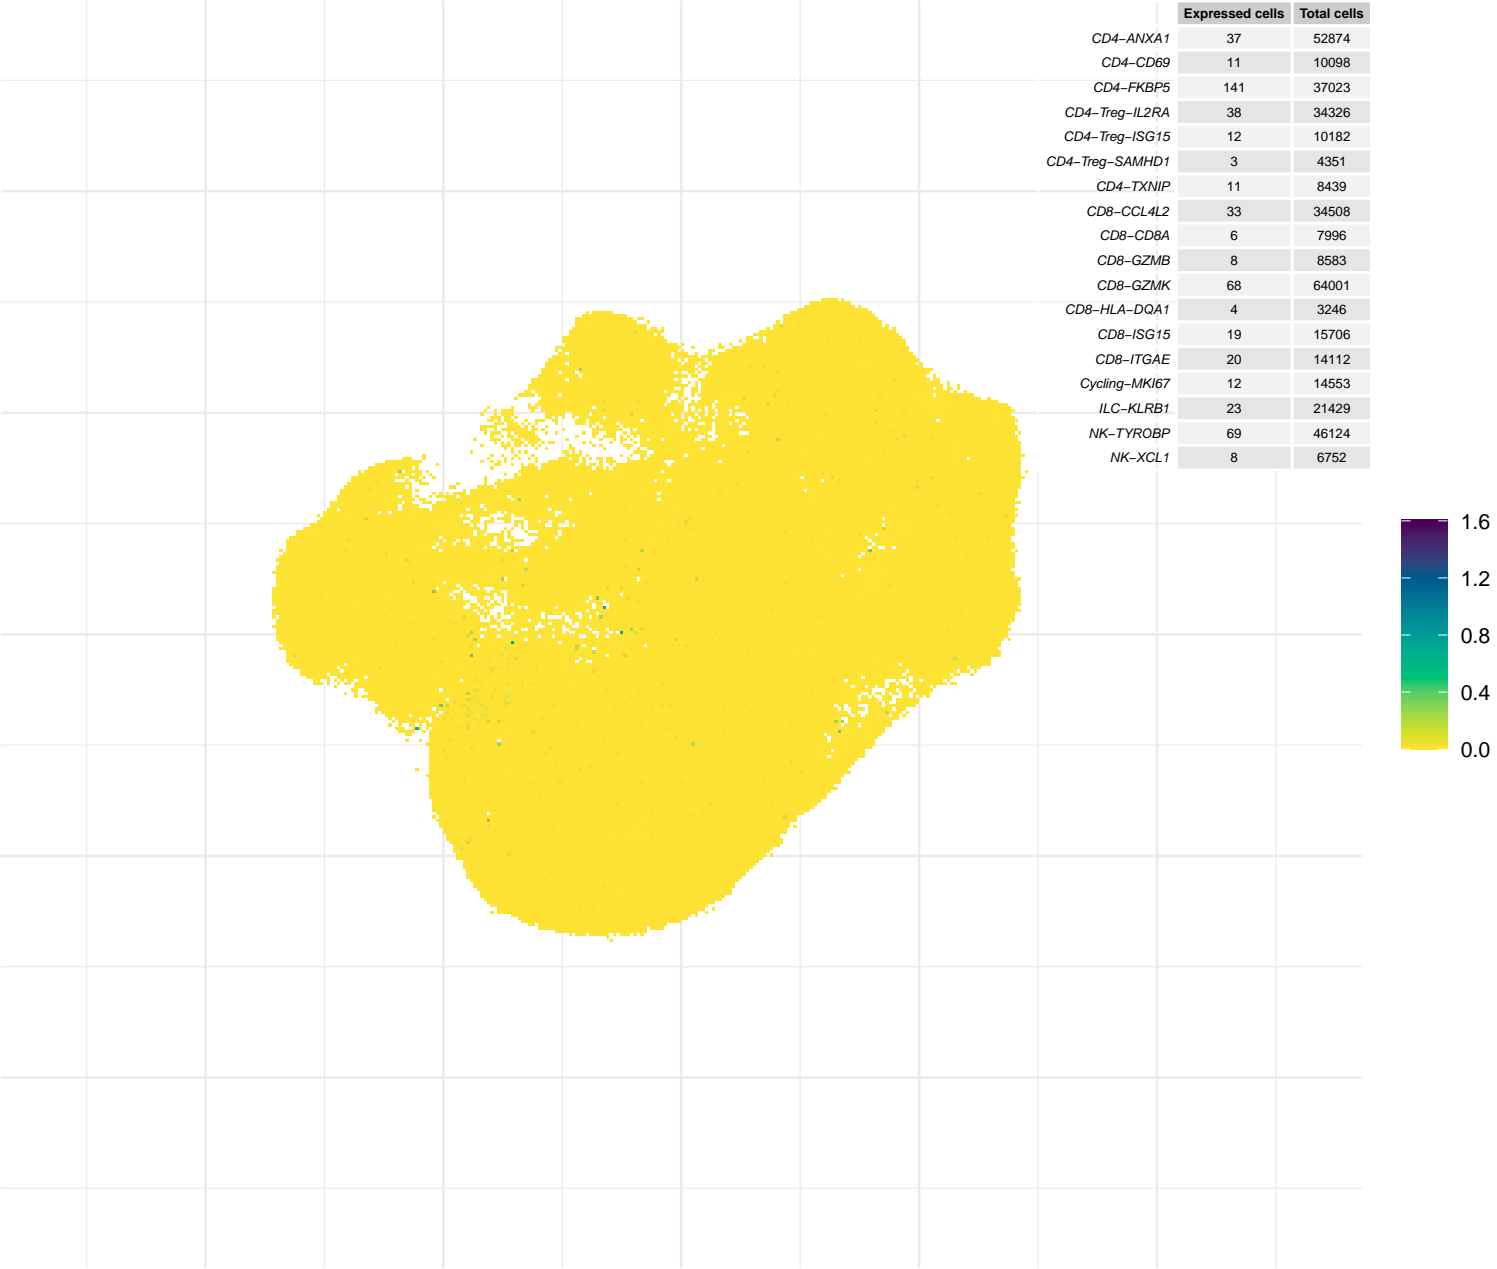 Expressed cells Total cells
CD4−ANXA1 37 52874
CD4−CD69 11 10098
CD4−FKBP5 141 37023
CD4−Treg−IL2RA 38 34326
CD4−Treg−ISG15 12 10182
CD4−Treg−SAMHD1 3 4351
CD4−TXNIP 11 8439
CD8−CCL4L2 33 34508
CD8−CD8A 6 7996
CD8−GZMB 8 8583
CD8−GZMK 68 64001
CD8−HLA−DQA1 4 3246
CD8−ISG15 19 15706
CD8−ITGAE 20 14112
Cycling−MKI67 12 14553
ILC−KLRB1 23 21429
NK−TYROBP 69 46124
NK−XCL1 8 6752
1.6
1.2
0.8
0.4
0.0